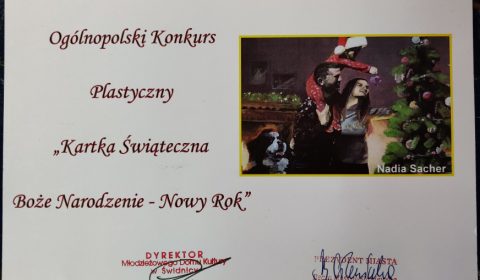 Ogólnopolski Konkurs
Plastyczny
„Kartka Świąteczna
Boże Narodzenie - Nowy Rok”
Nadia Sacher
DYREKTOR
Młodzieżowego Domu Kultury
w Świdnicy
PREZYDENT MIASTA